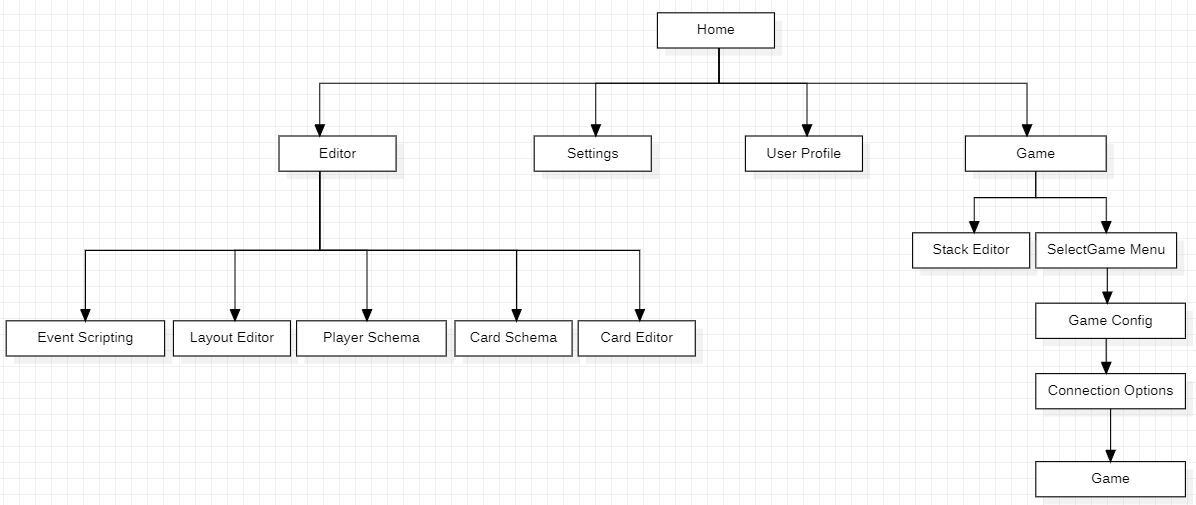 Home
Editor
Settings
User Profile
Game
Stack Editor
SelectGame Menu
Game Config
Event Scripting
Layout Editor
Player Schema
Card Schema
Card Editor
Connection Options
Game